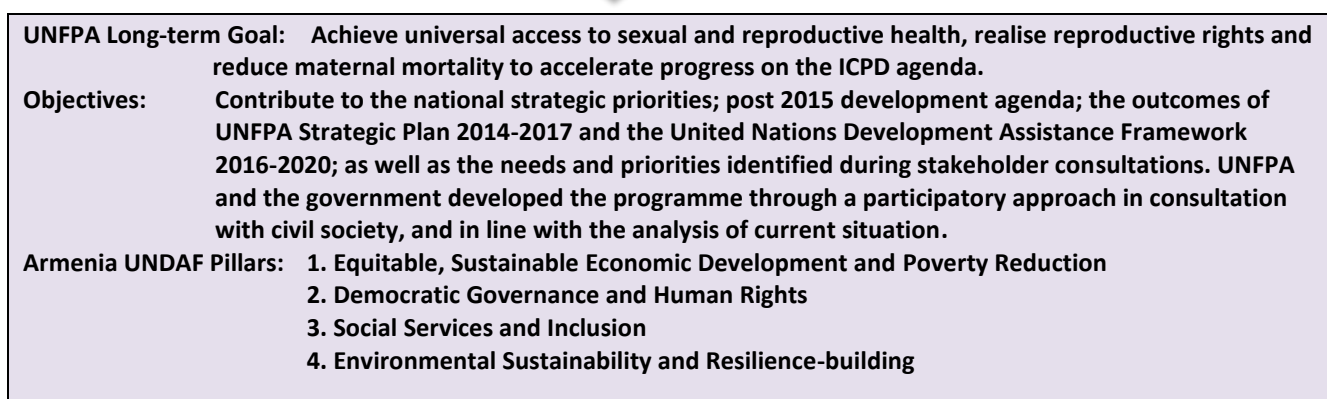 UNFPA Long-term Goal: Achieve universal access to sexual and reproductive health, realise reproductive rights and
reduce maternal mortality to accelerate progress on the ICPD agenda.
Objectives: Contribute to the national strategic priorities; post 2015 development agenda; the outcomes of
UNFPA Strategic Plan 2014-2017 and the United Nations Development Assistance Framework
2016-2020; as well as the needs and priorities identified during stakeholder consultations. UNFPA
and the government developed the programme through a participatory approach in consultation
with civil society, and in line with the analysis of current situation.
Armenia UNDAF Pillars: 1. Equitable, Sustainable Economic Development and Poverty Reduction
2. Democratic Governance and Human Rights
3. Social Services and Inclusion
4. Environmental Sustainability and Resilience-building